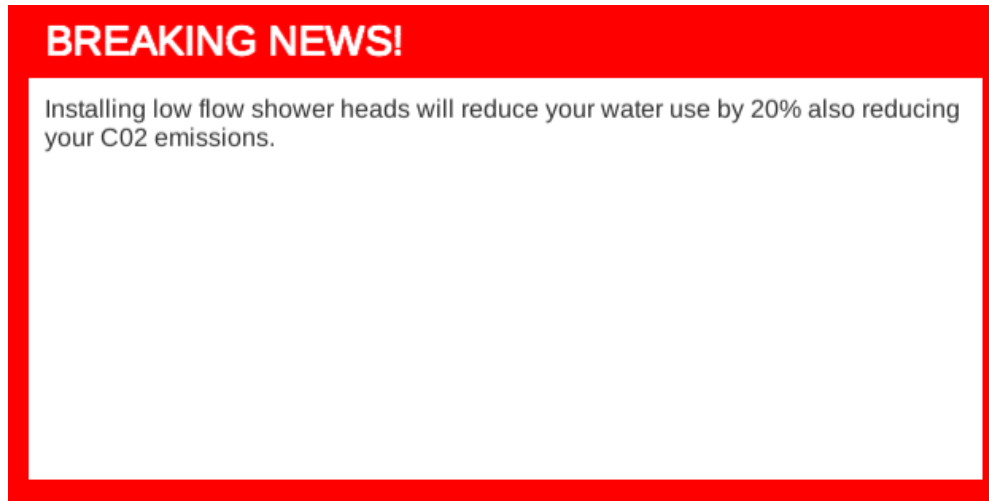 BREAKING NEWS!
Installing low flow shower heads will reduce your water use by 20% also reducing
your C02 emissions.